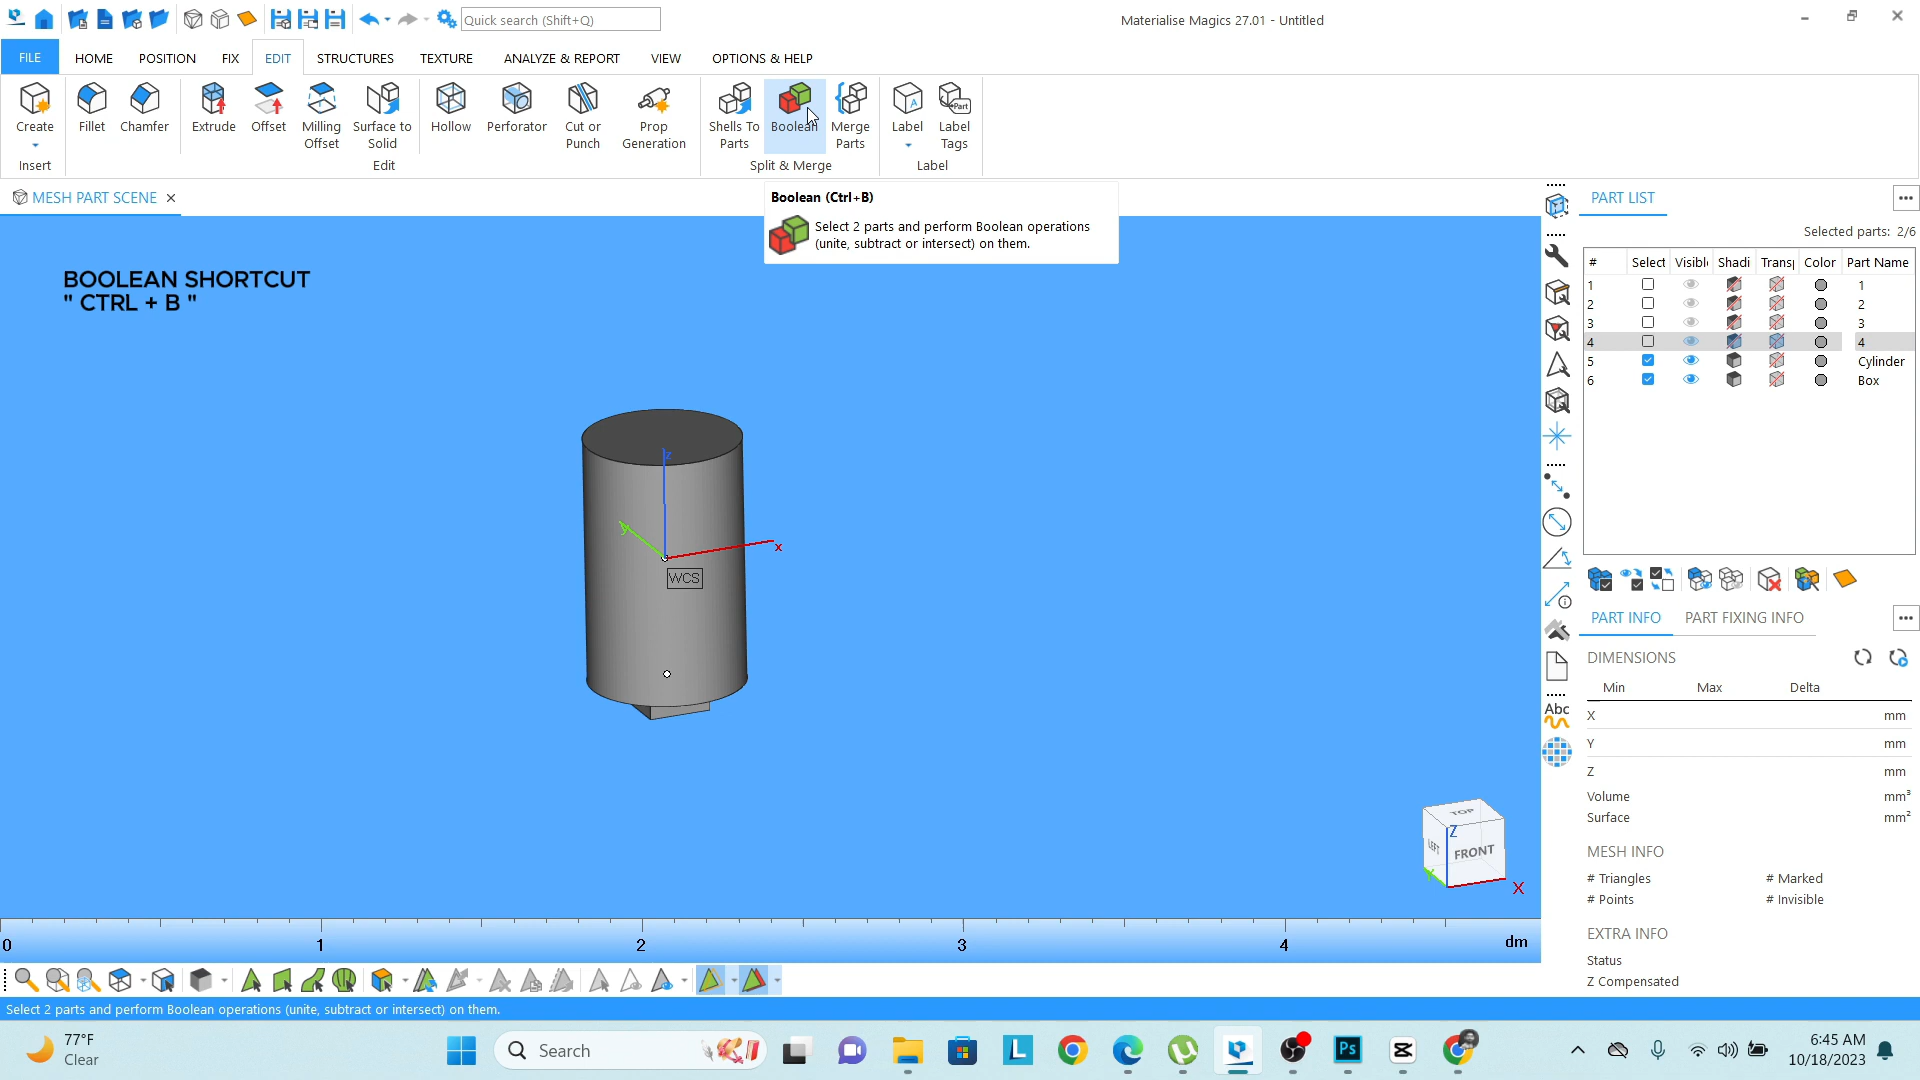 Quick search (Shift+Q)
Materialise Magics 27.01 - Untitled
FILE HOME POSITION FIX EDIT STRUCTURES TEXTURE ANALYZE & REPORT VIEW OPTIONS & HELP
Create Fillet Chamfer Extrude Offset Milling Offset Surface to Solid Hollow Perforator Cut or Punch Prop Generation Shells To Parts Boolean Merge Parts Label Label Tags
Insert Edit Split & Merge Label
MESH PART SCENE
Boolean (Ctrl+B)
Select 2 parts and perform Boolean operations
(unite, subtract or intersect) on them.
BOOLEAN SHORTCUT
" CTRL + B "
PART LIST
Selected parts: 2/6
# Select Visibl Shadi Trans Color Part Name
1 1
2 2
3 3
4 4
5 Cylinder
6 Box
z
y
x
WCS
PART INFO PART FIXING INFO
DIMENSIONS
Min Max Delta
X mm
Y mm
Z mm
Volume mm³
Surface mm²
MESH INFO
# Triangles # Marked
# Points # Invisible
EXTRA INFO
Status
Z Compensated
Abc
TOP
LEFT
FRONT
Z
Y
X
0 1 2 3 4 dm
Select 2 parts and perform Boolean operations (unite, subtract or intersect) on them.
77°F
Clear
Search
L
Ps
6:45 AM
10/18/2023